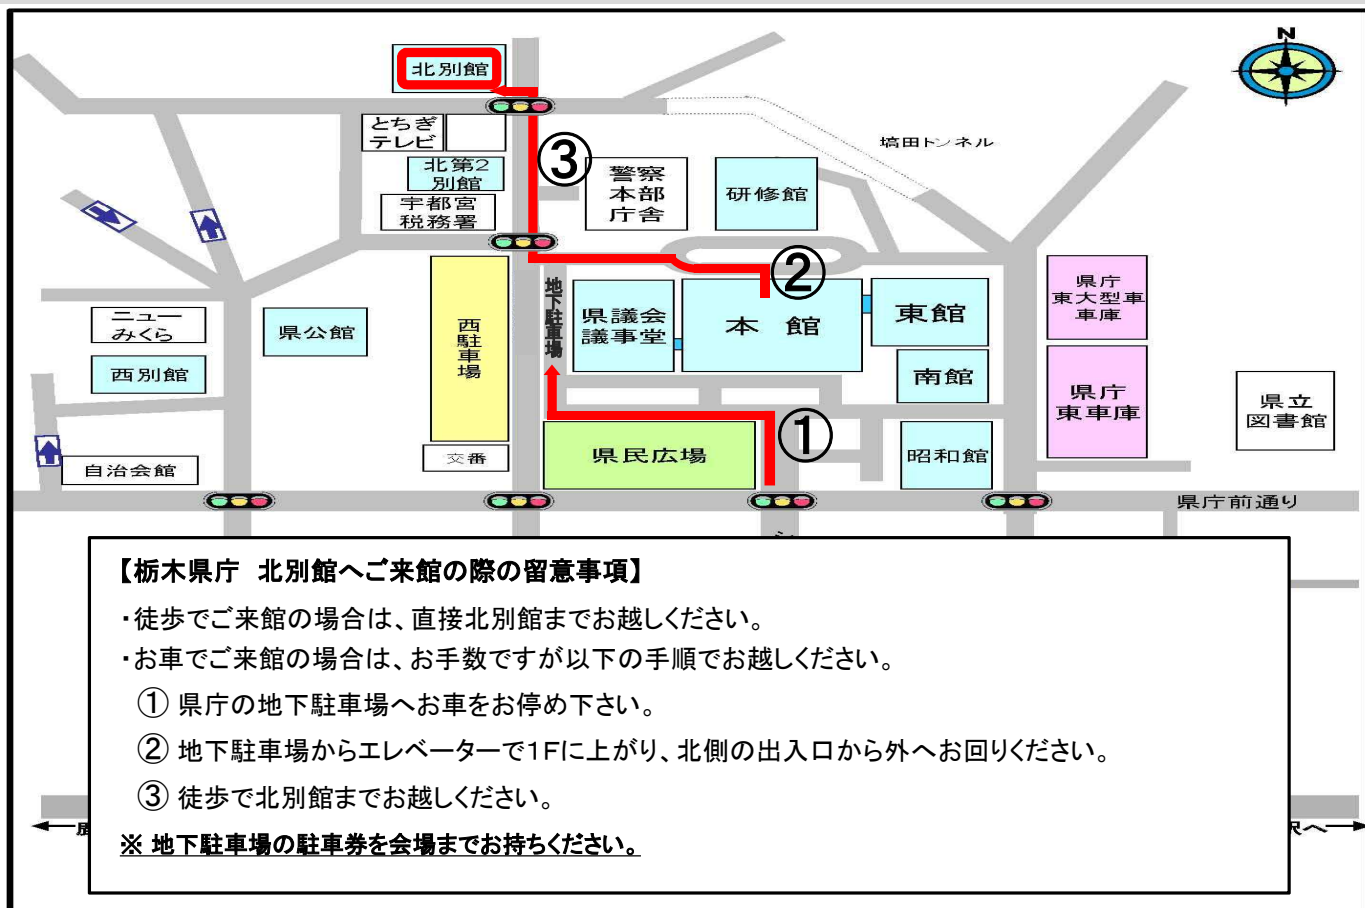 N
北別館
とちぎ
テレビ
③
塙田トンネル
北第2
別館
警察
本部
庁舎
研修館
宇都宮
税務署
②
地下駐車場
県議会
議事堂
本 館
東館
県庁
東大型車
車庫
ニュー
みくら
県公館
西駐車場
西別館
南館
県庁
東車庫
県立
図書館
①
自治会館
交番
県民広場
昭和館
県庁前通り
【栃木県庁 北別館へご来館の際の留意事項】
・徒歩でご来館の場合は、直接北別館までお越しください。
・お車でご来館の場合は、お手数ですが以下の手順でお越しください。
① 県庁の地下駐車場へお車をお停め下さい。
② 地下駐車場からエレベーターで1Fに上がり、北側の出入口から外へお回りください。
③ 徒歩で北別館までお越しください。
※ 地下駐車場の駐車券を会場までお持ちください。
へ